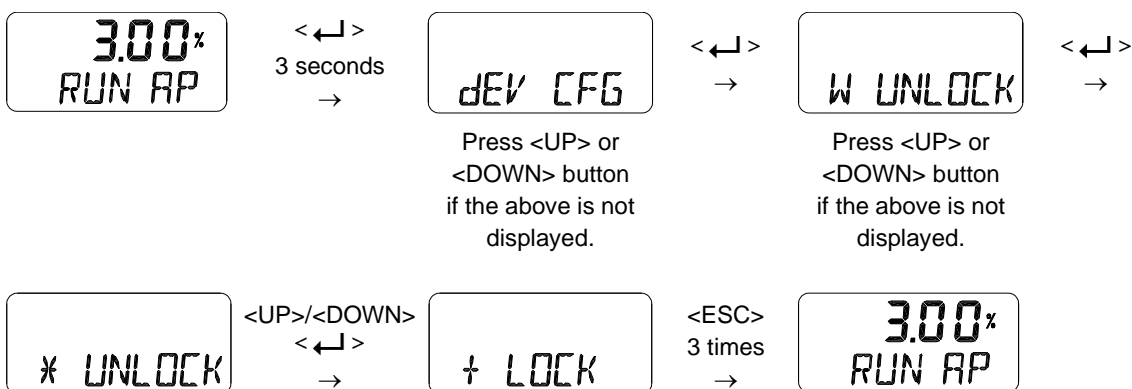 3.00%
RUN AP
< ↵ >
3 seconds
→
dEV CFG
Press <UP> or
<DOWN> button
if the above is not
displayed.
< ↵ >
→
W UNLOCK
Press <UP> or
<DOWN> button
if the above is not
displayed.
< ↵ >
→
* UNLOCK
<UP>/<DOWN>
< ↵ >
→
+ LOCK
<ESC>
3 times
→
3.00%
RUN AP